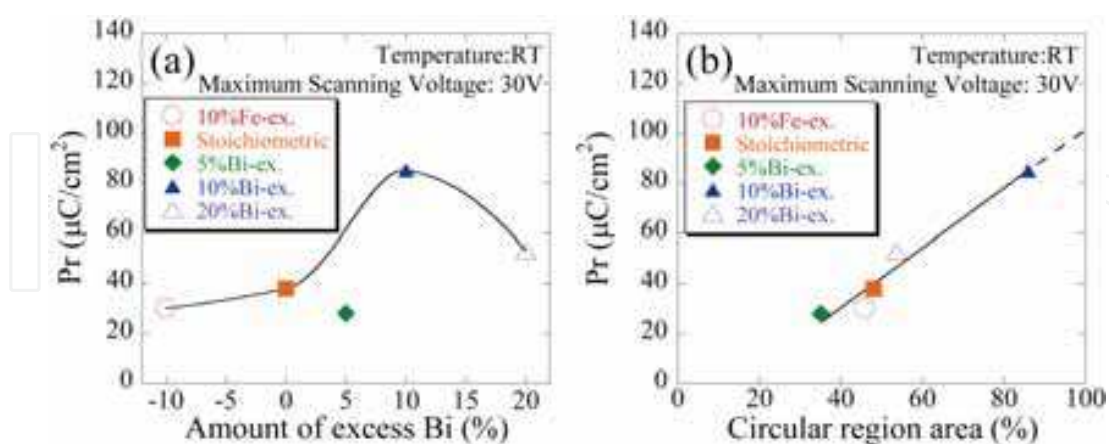 (a)
Temperature:RT
Maximum Scanning Voltage: 30V
10%Fe-ex.
Stoichiometric
5%Bi-ex.
10%Bi-ex.
20%Bi-ex.
140
120
100
80
60
40
20
0
Pr (μC/cm²)
-10 -5 0 5 10 15 20
Amount of excess Bi (%)
(b)
Temperature:RT
Maximum Scanning Voltage: 30V
10%Fe-ex.
Stoichiometric
5%Bi-ex.
10%Bi-ex.
20%Bi-ex.
140
120
100
80
60
40
20
0
Pr (μC/cm²)
0 20 40 60 80 100
Circular region area (%)